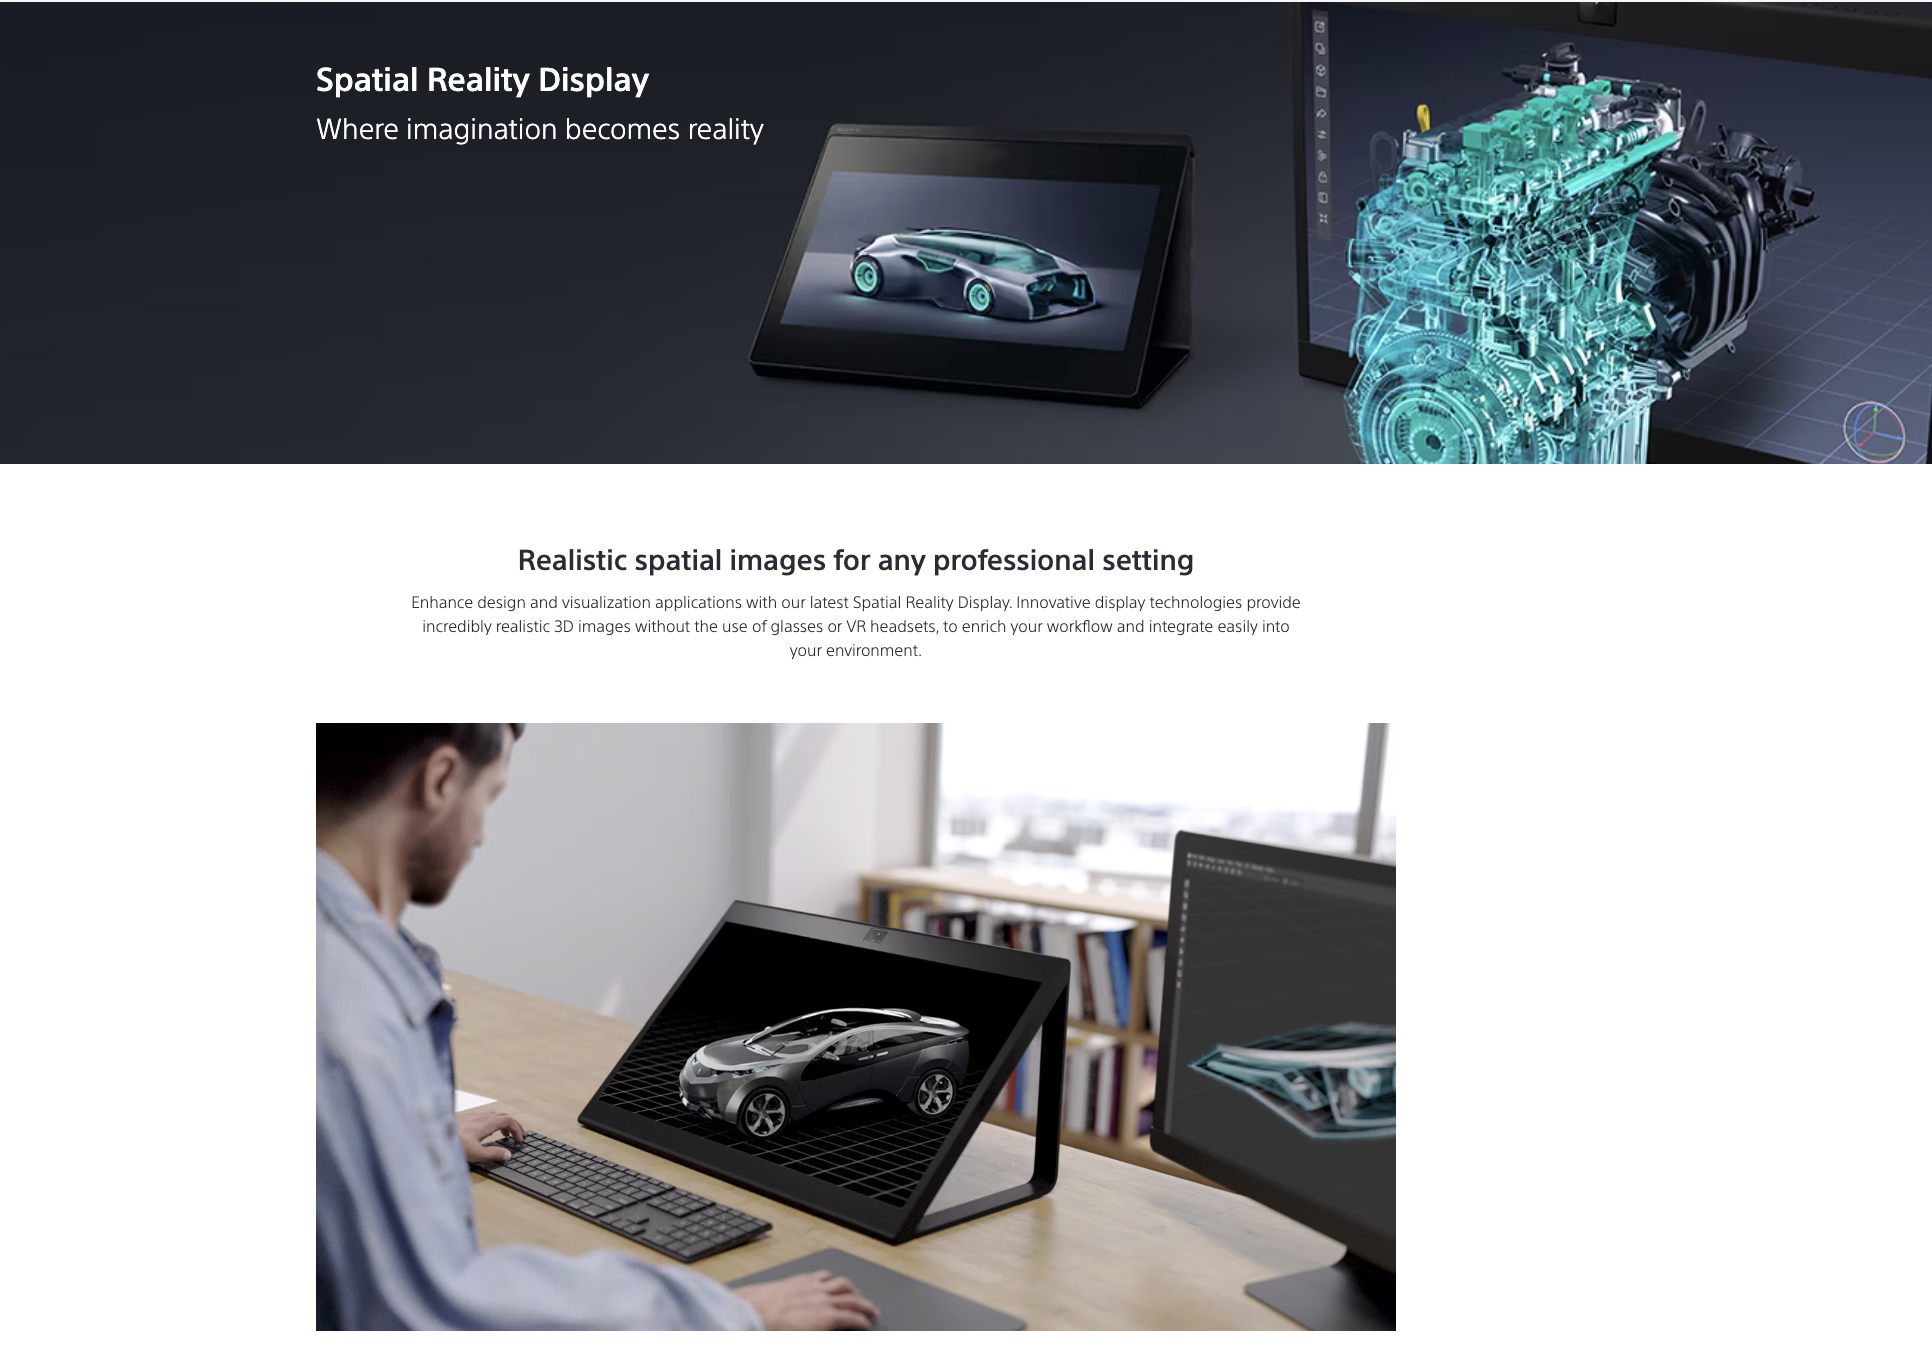 Spatial Reality Display
Where imagination becomes reality
Realistic spatial images for any professional setting
Enhance design and visualization applications with our latest Spatial Reality Display. Innovative display technologies provide
incredibly realistic 3D images without the use of glasses or VR headsets, to enrich your workflow and integrate easily into
your environment.